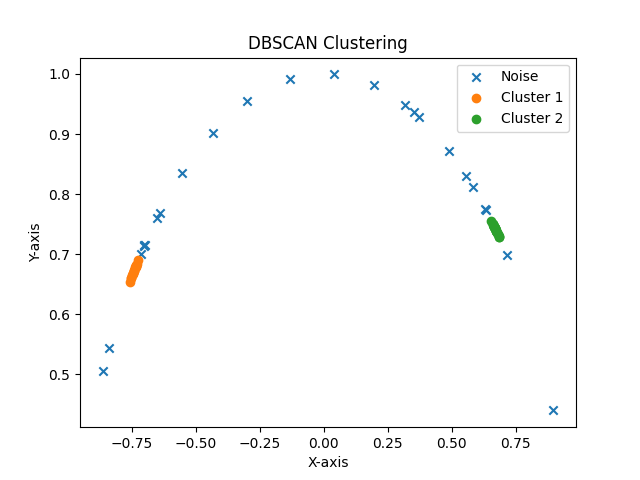 DBSCAN Clustering
Noise
Cluster 1
Cluster 2
1.0
0.9
0.8
0.7
0.6
0.5
Y-axis
−0.75 −0.50 −0.25 0.00 0.25 0.50 0.75
X-axis